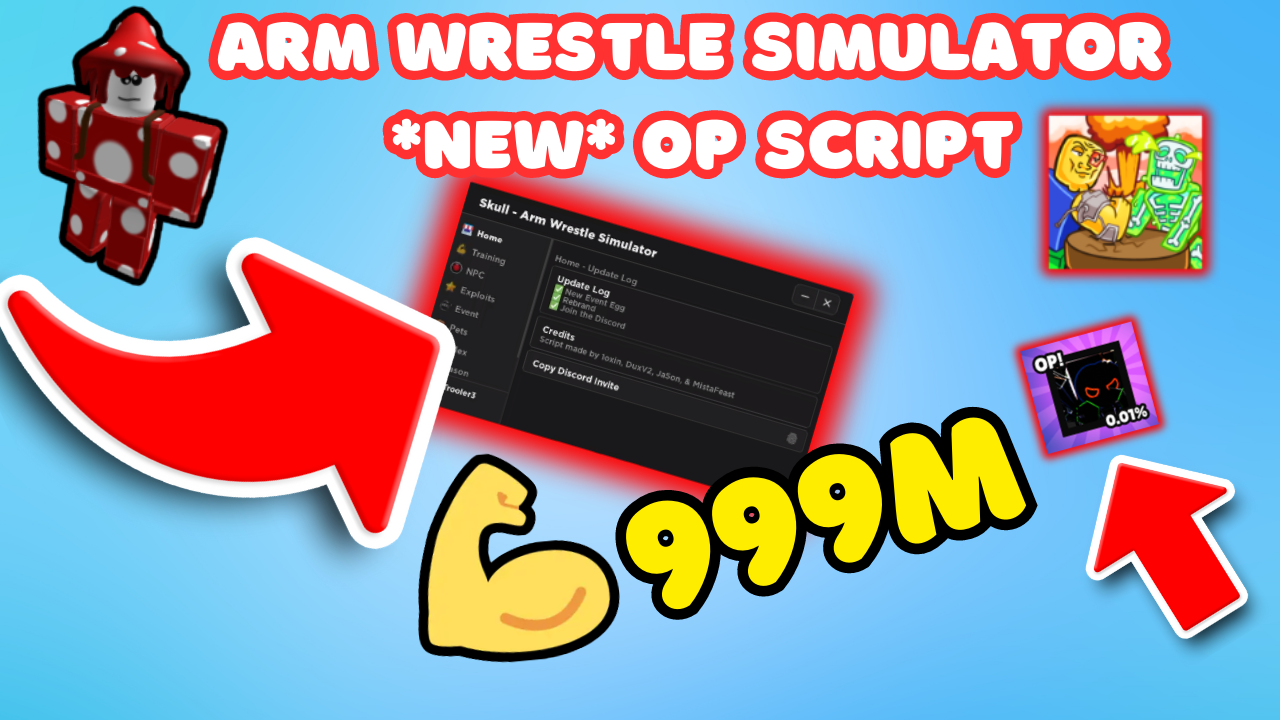 ARM WRESTLE SIMULATOR
*NEW* OP SCRIPT
Skull - Arm Wrestle Simulator
Home
Training
NPC
Exploits
Event
Pets
Home - Update Log
Update Log
New Event Egg
Rebrand
Join the Discord
Credits
Script made by 1oxin, DuxV2, JaSon, & MistaFeast
Copy Discord Invite
OP!
0.01%
999M